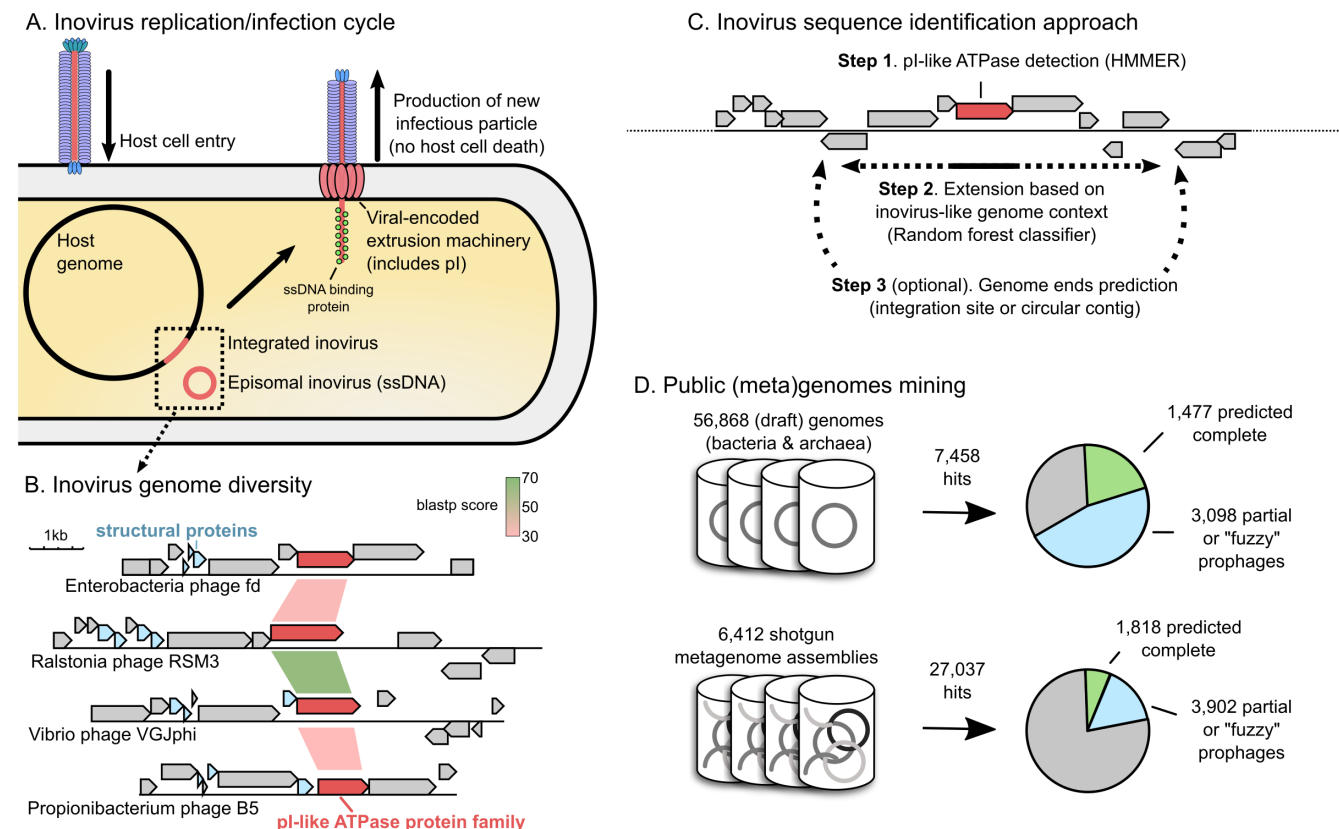 A. Inovirus replication/infection cycle
Host cell entry
Production of new
infectious particle
(no host cell death)
Host
genome
Viral-encoded
extrusion machinery
(includes pI)
ssDNA binding
protein
Integrated inovirus
Episomal inovirus (ssDNA)
B. Inovirus genome diversity
blastp score
70
50
30
1kb
structural proteins
Enterobacteria phage fd
Ralstonia phage RSM3
Vibrio phage VGJphi
Propionibacterium phage B5
pI-like ATPase protein family
C. Inovirus sequence identification approach
Step 1. pI-like ATPase detection (HMMER)
Step 2. Extension based on
inovirus-like genome context
(Random forest classifier)
Step 3 (optional). Genome ends prediction
(integration site or circular contig)
D. Public (meta)genomes mining
56,868 (draft) genomes
(bacteria & archaea)
7,458
hits
1,477 predicted
complete
3,098 partial
or "fuzzy"
prophages
6,412 shotgun
metagenome assemblies
27,037
hits
1,818 predicted
complete
3,902 partial
or "fuzzy"
prophages